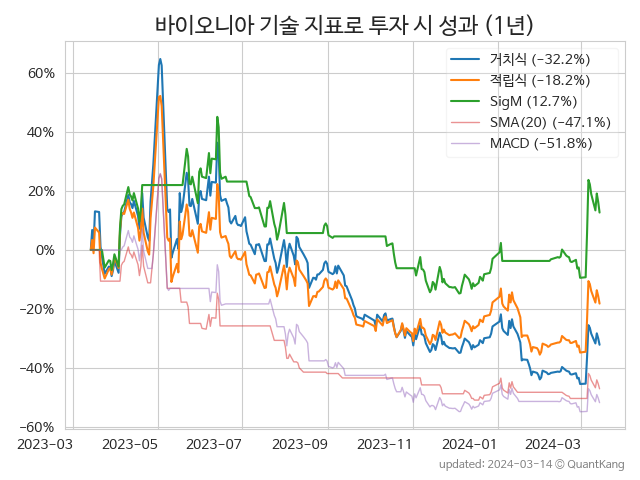 바이오니아 기술 지표로 투자 시 성과 (1년)
거치식 (−32.2%)
적립식 (−18.2%)
SigM (12.7%)
SMA(20) (−47.1%)
MACD (−51.8%)
60%
40%
20%
0%
−20%
−40%
−60%
2023-03 2023-05 2023-07 2023-09 2023-11 2024-01 2024-03
updated: 2024-03-14 © QuantKang